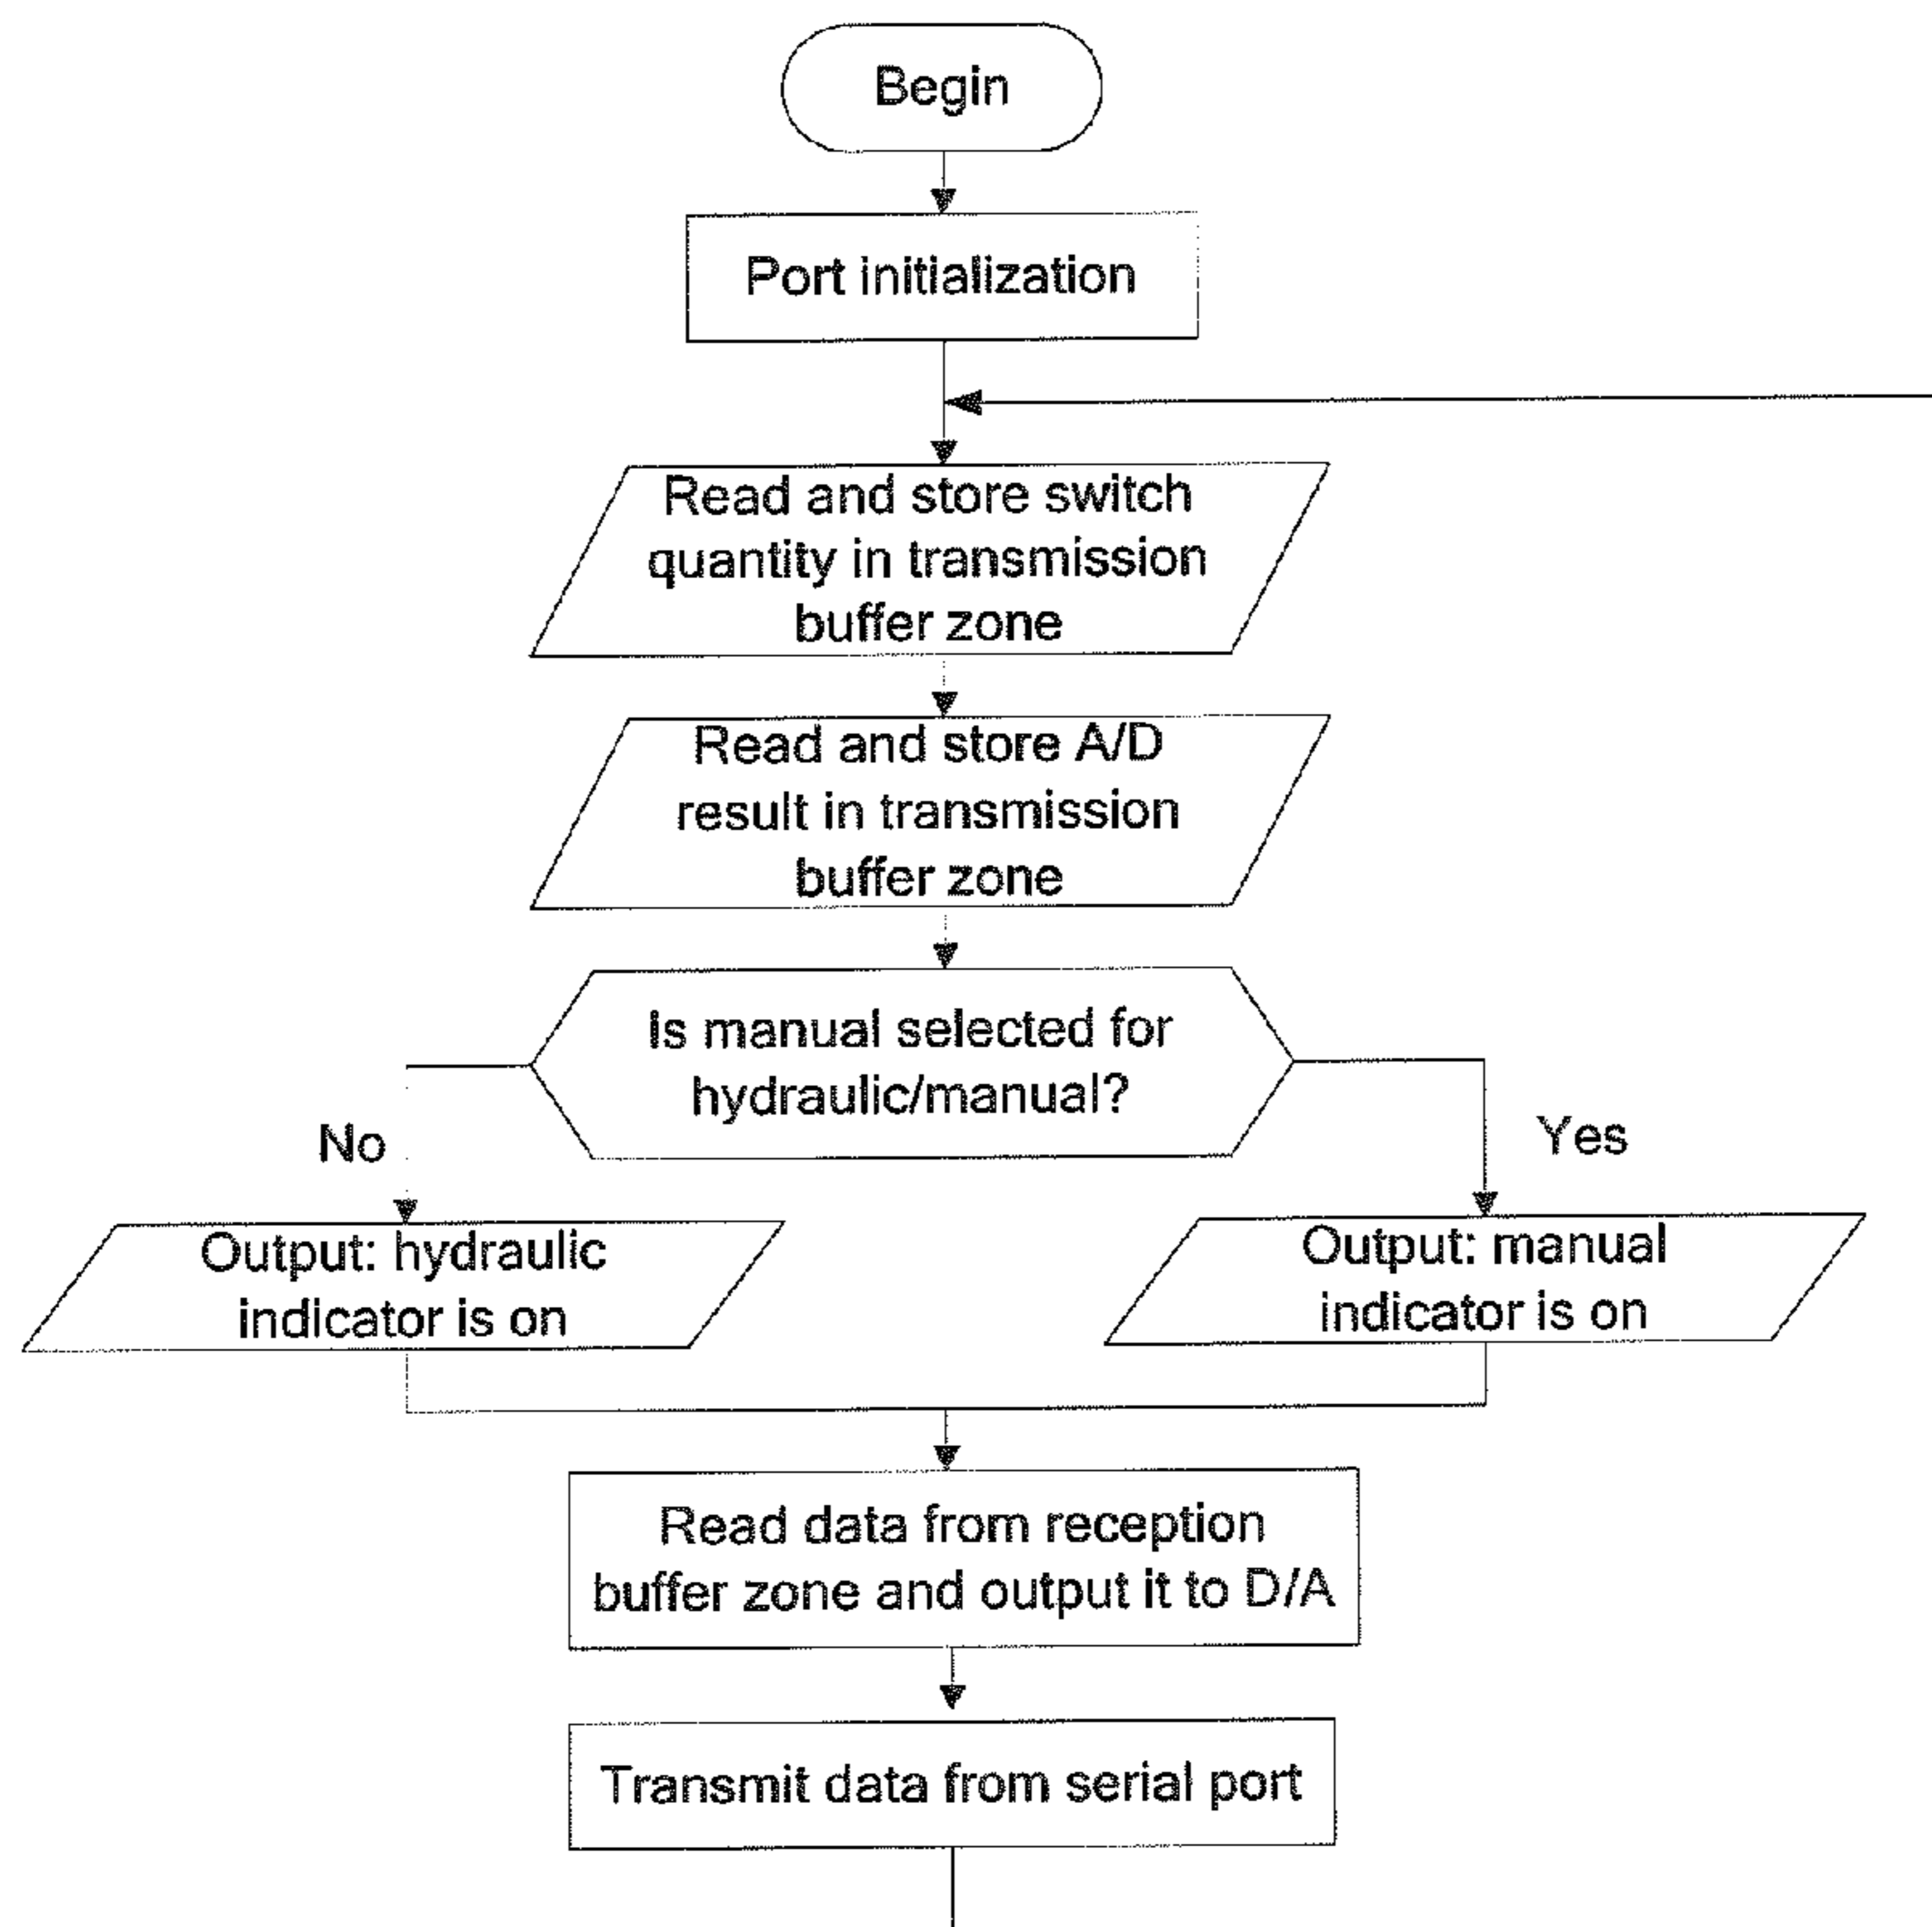 Begin
Port initialization
Read and store switch
quantity in transmission
buffer zone
Read and store A/D
result in transmission
buffer zone
Is manual selected for
hydraulic/manual?
No
Yes
Output: hydraulic
indicator is on
Output: manual
indicator is on
Read data from reception
buffer zone and output it to D/A
Transmit data from serial port